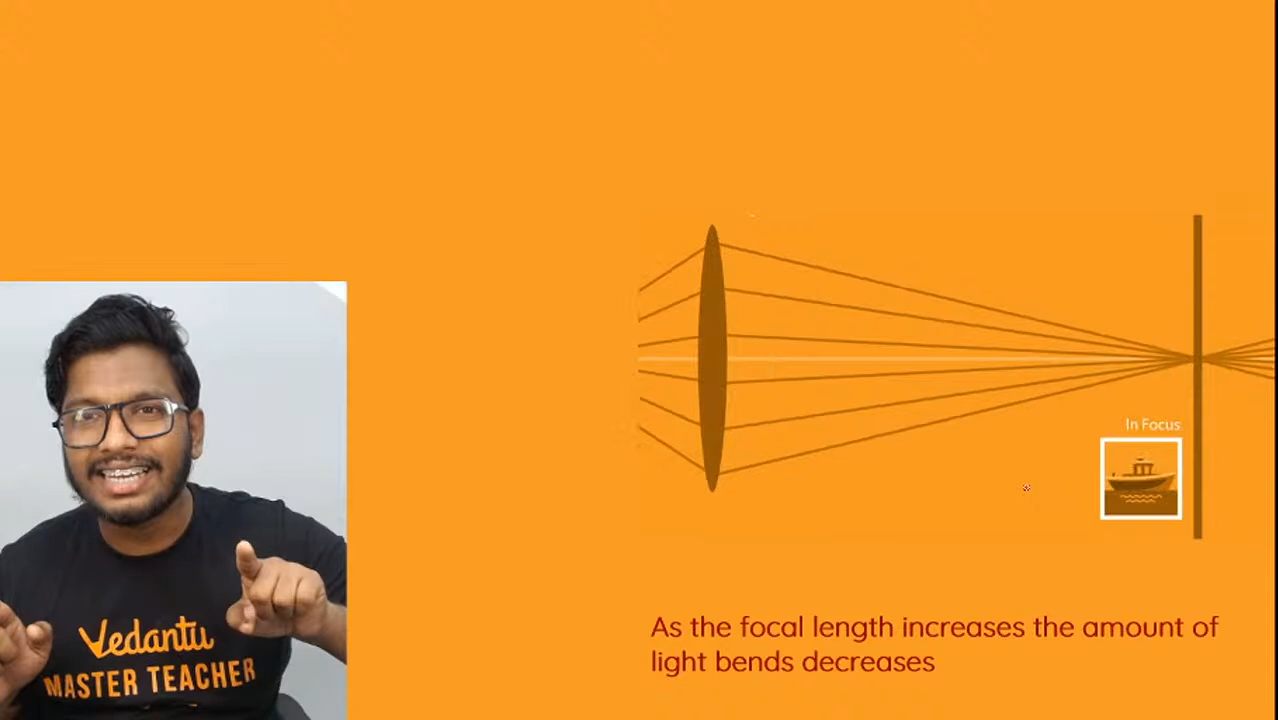 Vedantu
MASTER TEACHER
In Focus
As the focal length increases the amount of
light bends decreases